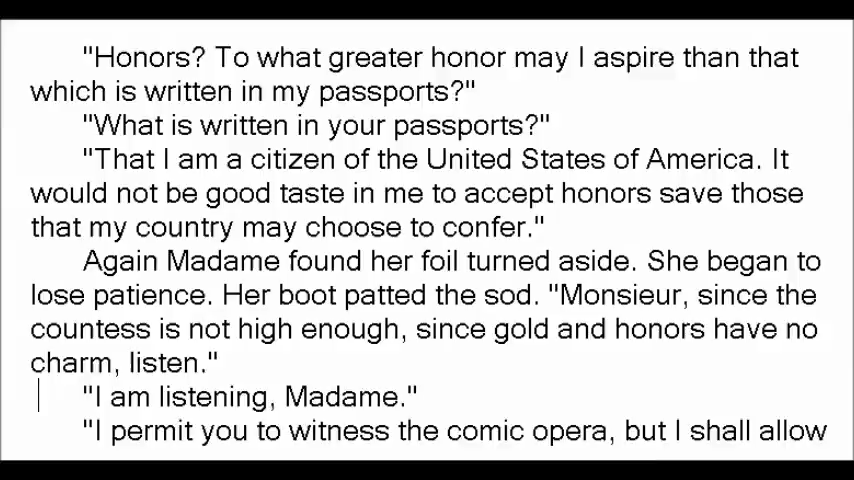 "Honors? To what greater honor may I aspire than that
which is written in my passports?"
"What is written in your passports?"
"That I am a citizen of the United States of America. It
would not be good taste in me to accept honors save those
that my country may choose to confer."
Again Madame found her foil turned aside. She began to
lose patience. Her boot patted the sod. "Monsieur, since the
countess is not high enough, since gold and honors have no
charm, listen."
"I am listening, Madame."
"I permit you to witness the comic opera, but I shall allow